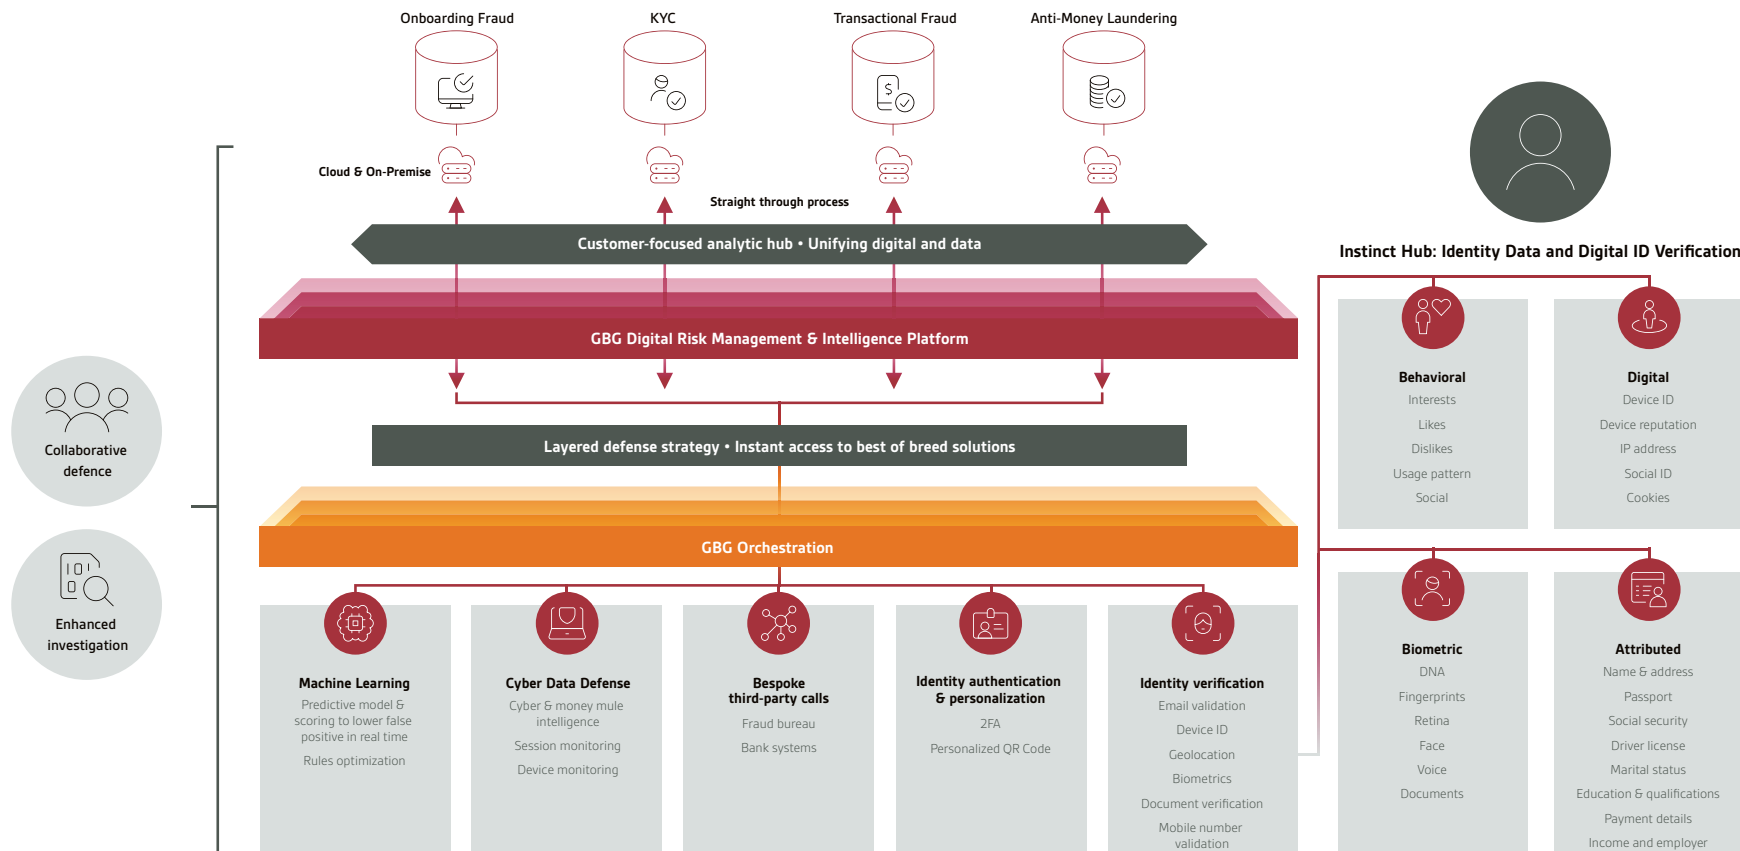 Onboarding Fraud
KYC
Transactional Fraud
Anti-Money Laundering
$
Cloud & On-Premise
Straight through process
Customer-focused analytic hub • Unifying digital and data
GBG Digital Risk Management & Intelligence Platform
Layered defense strategy • Instant access to best of breed solutions
GBG Orchestration
Collaborative
defence
Enhanced
investigation
Machine Learning
Predictive model &
scoring to lower false
positive in real time
Rules optimization
Cyber Data Defense
Cyber & money mule
intelligence
Session monitoring
Device monitoring
Bespoke
third-party calls
Fraud bureau
Bank systems
Identity authentication
& personalization
2FA
Personalized QR Code
Identity verification
Email validation
Device ID
Geolocation
Biometrics
Document verification
Mobile number
validation
Instinct Hub: Identity Data and Digital ID Verification
Behavioral
Interests
Likes
Dislikes
Usage pattern
Social
Digital
Device ID
Device reputation
IP address
Social ID
Cookies
Biometric
DNA
Fingerprints
Retina
Face
Voice
Documents
Attributed
Name & address
Passport
Social security
Driver license
Marital status
Education & qualifications
Payment details
Income and employer